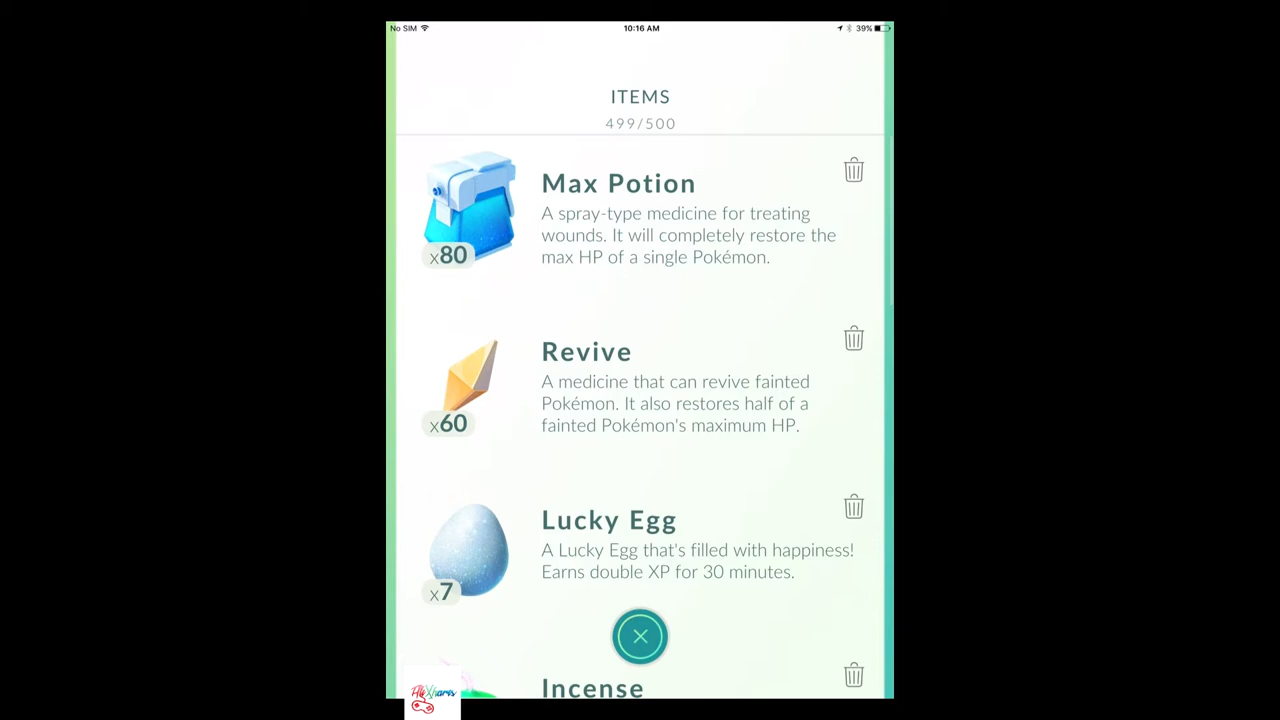 No SIM
10:16 AM
39%
ITEMS
499/500
Max Potion
A spray-type medicine for treating
wounds. It will completely restore the
max HP of a single Pokémon.
x80
Revive
A medicine that can revive fainted
Pokémon. It also restores half of a
fainted Pokémon's maximum HP.
x60
Lucky Egg
A Lucky Egg that's filled with happiness!
Earns double XP for 30 minutes.
x7
Incense